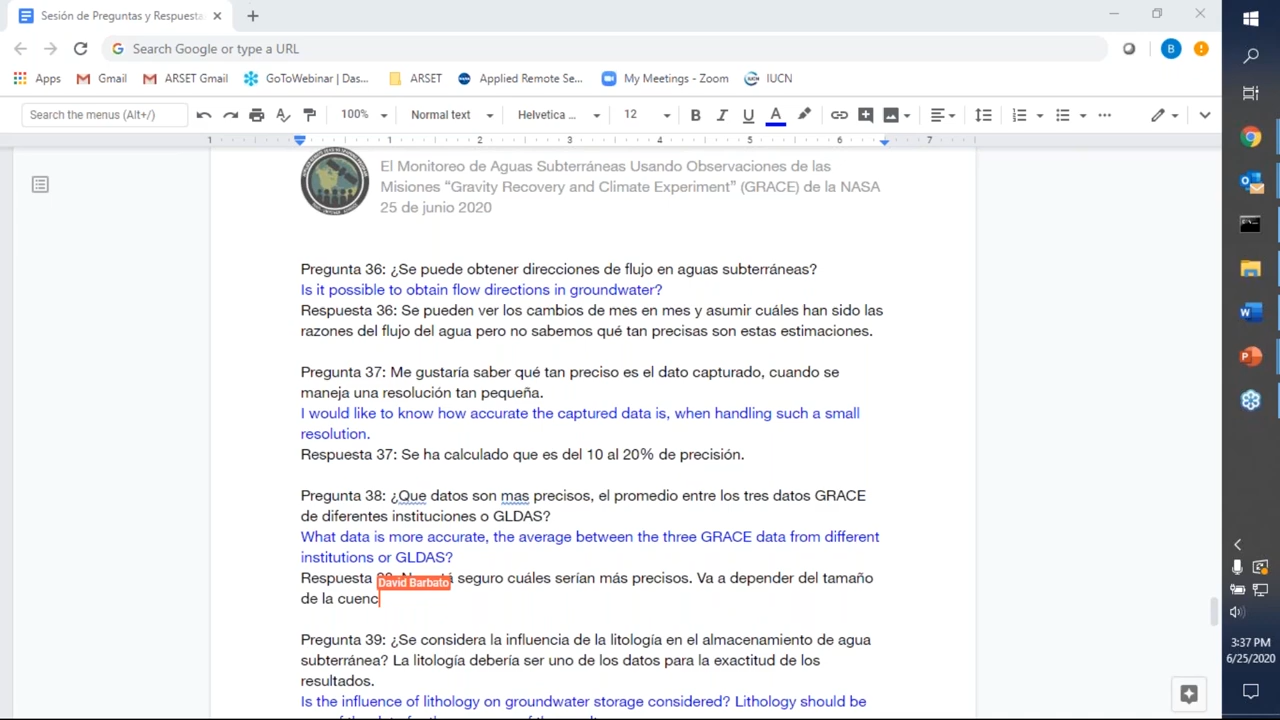 Sesión de Preguntas y Respuesta
Search Google or type a URL
B
Apps
Gmail
ARSET Gmail
GoToWebinar | Das...
ARSET
Applied Remote Se...
My Meetings - Zoom
IUCN
Search the menus (Alt+/)
100%
Normal text
Helvetica ...
12
B
I
U
A
1
1
2
3
4
5
6
7
El Monitoreo de Aguas Subterráneas Usando Observaciones de las
Misiones “Gravity Recovery and Climate Experiment” (GRACE) de la NASA
25 de junio 2020
Pregunta 36: ¿Se puede obtener direcciones de flujo en aguas subterráneas?
Is it possible to obtain flow directions in groundwater?
Respuesta 36: Se pueden ver los cambios de mes en mes y asumir cuáles han sido las
razones del flujo del agua pero no sabemos qué tan precisas son estas estimaciones.
Pregunta 37: Me gustaría saber qué tan preciso es el dato capturado, cuando se
maneja una resolución tan pequeña.
I would like to know how accurate the captured data is, when handling such a small
resolution.
Respuesta 37: Se ha calculado que es del 10 al 20% de precisión.
Pregunta 38: ¿Que datos son mas precisos, el promedio entre los tres datos GRACE
de diferentes instituciones o GLDAS?
What data is more accurate, the average between the three GRACE data from different
institutions or GLDAS?
Respuesta seguro cuáles serían más precisos. Va a depender del tamaño
David Barbato
de la cuenc
Pregunta 39: ¿Se considera la influencia de la litología en el almacenamiento de agua
subterránea? La litología debería ser uno de los datos para la exactitud de los
resultados.
Is the influence of lithology on groundwater storage considered? Lithology should be
3:37 PM
6/25/2020